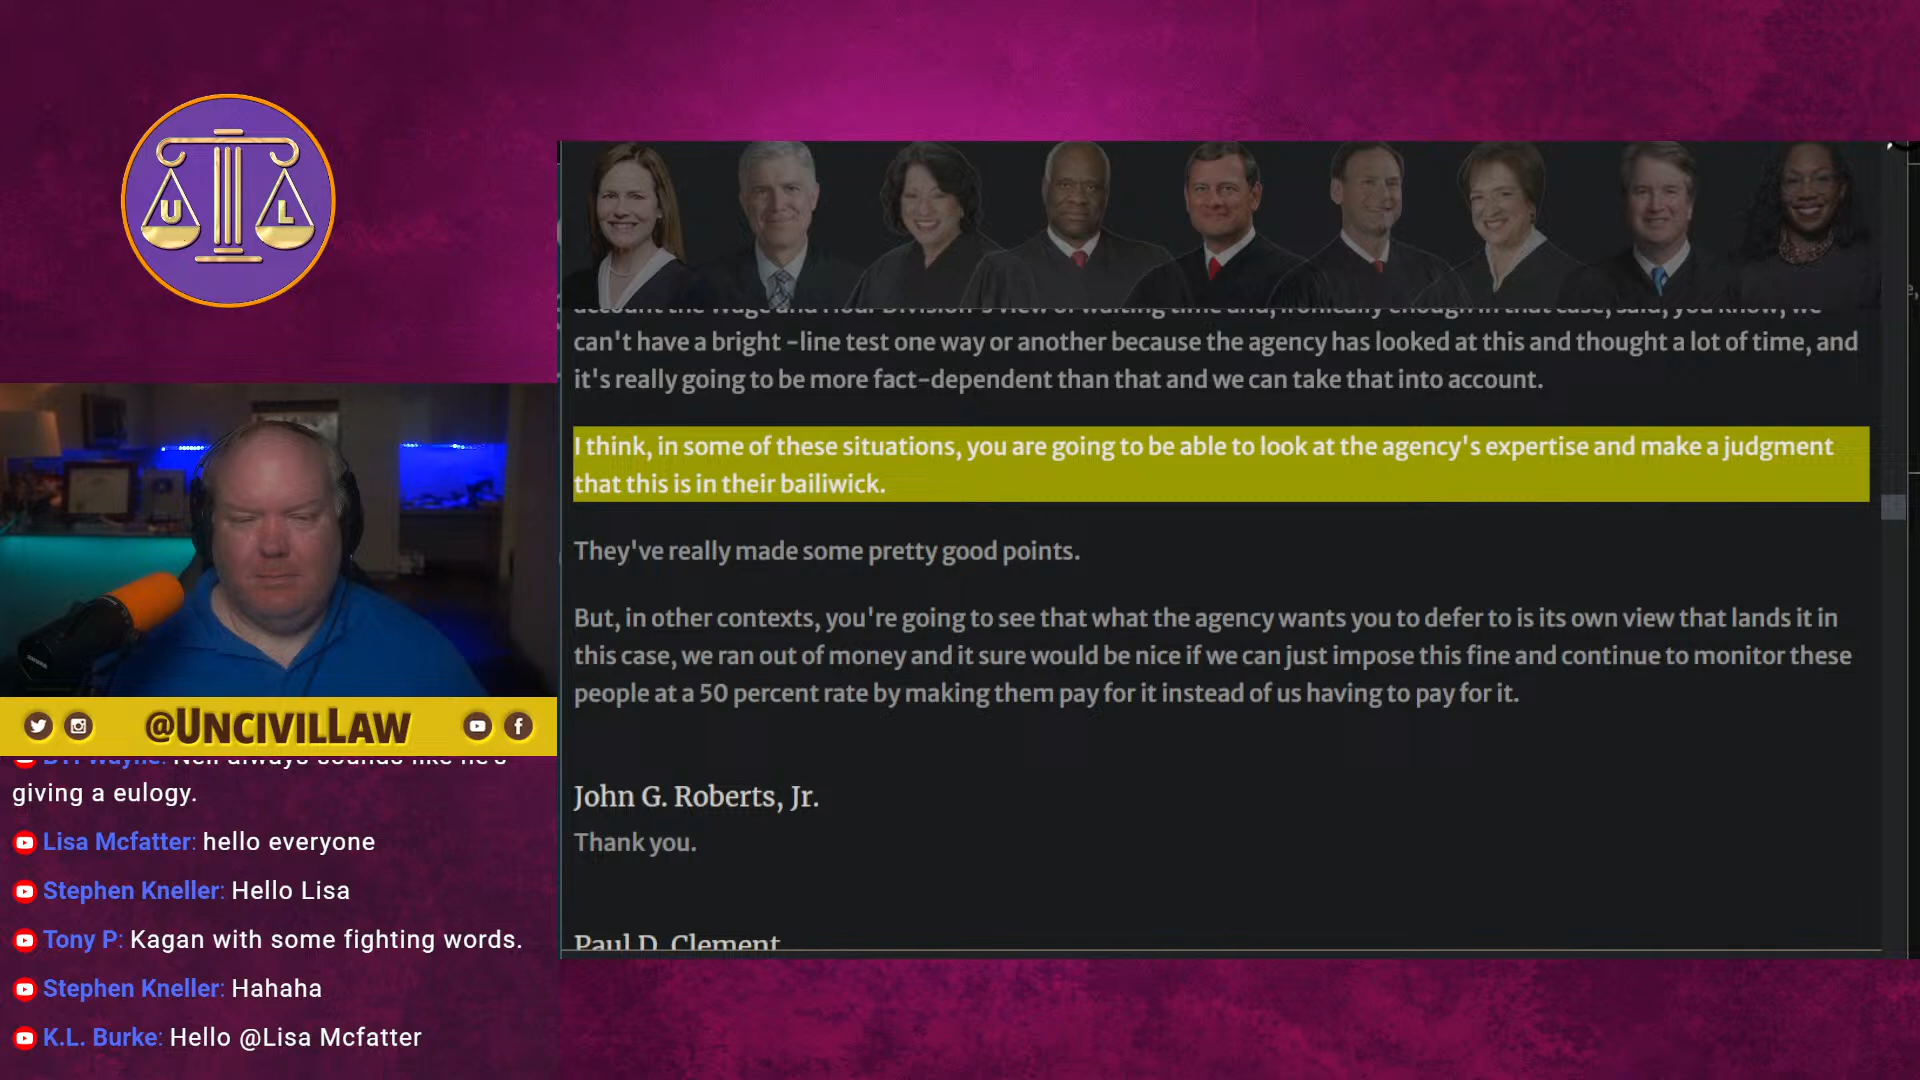 U L
@UNCIVILLAW
giving a eulogy.
Lisa Mcfatter: hello everyone
Stephen Kneller: Hello Lisa
Tony P: Kagan with some fighting words.
Stephen Kneller: Hahaha
K.L. Burke: Hello @Lisa Mcfatter
can't have a bright -line test one way or another because the agency has looked at this and thought a lot of time, and
it's really going to be more fact-dependent than that and we can take that into account.
I think, in some of these situations, you are going to be able to look at the agency's expertise and make a judgment
that this is in their bailiwick.
They've really made some pretty good points.
But, in other contexts, you're going to see that what the agency wants you to defer to is its own view that lands it in
this case, we ran out of money and it sure would be nice if we can just impose this fine and continue to monitor these
people at a 50 percent rate by making them pay for it instead of us having to pay for it.
John G. Roberts, Jr.
Thank you.
Paul D. Clement